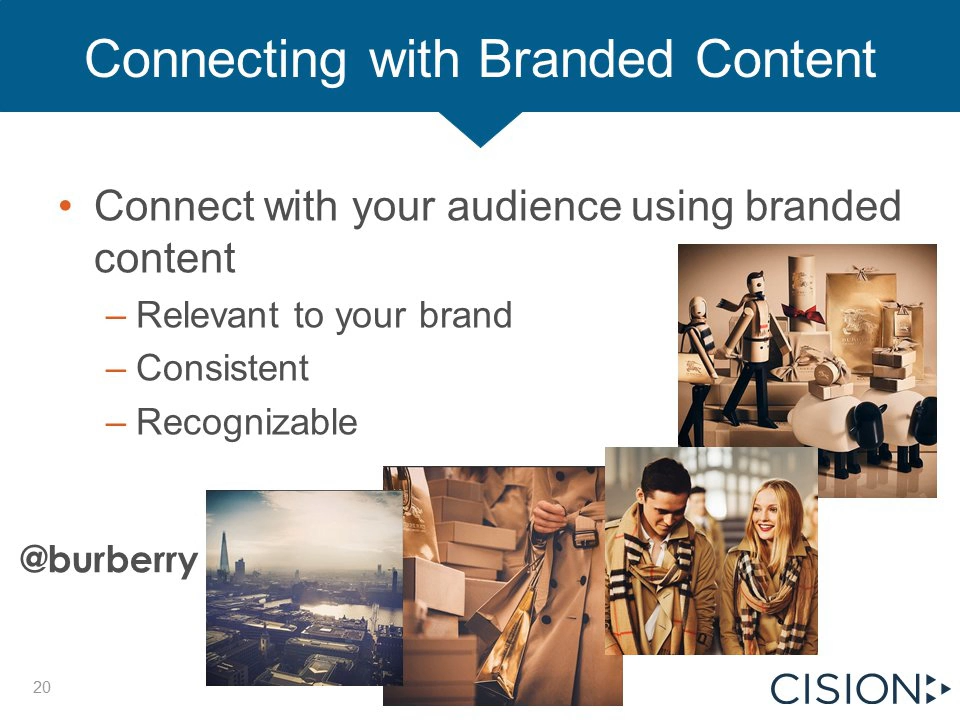 Connecting with Branded Content
• Connect with your audience using branded
content
– Relevant to your brand
– Consistent
– Recognizable
@burberry
20
CISION